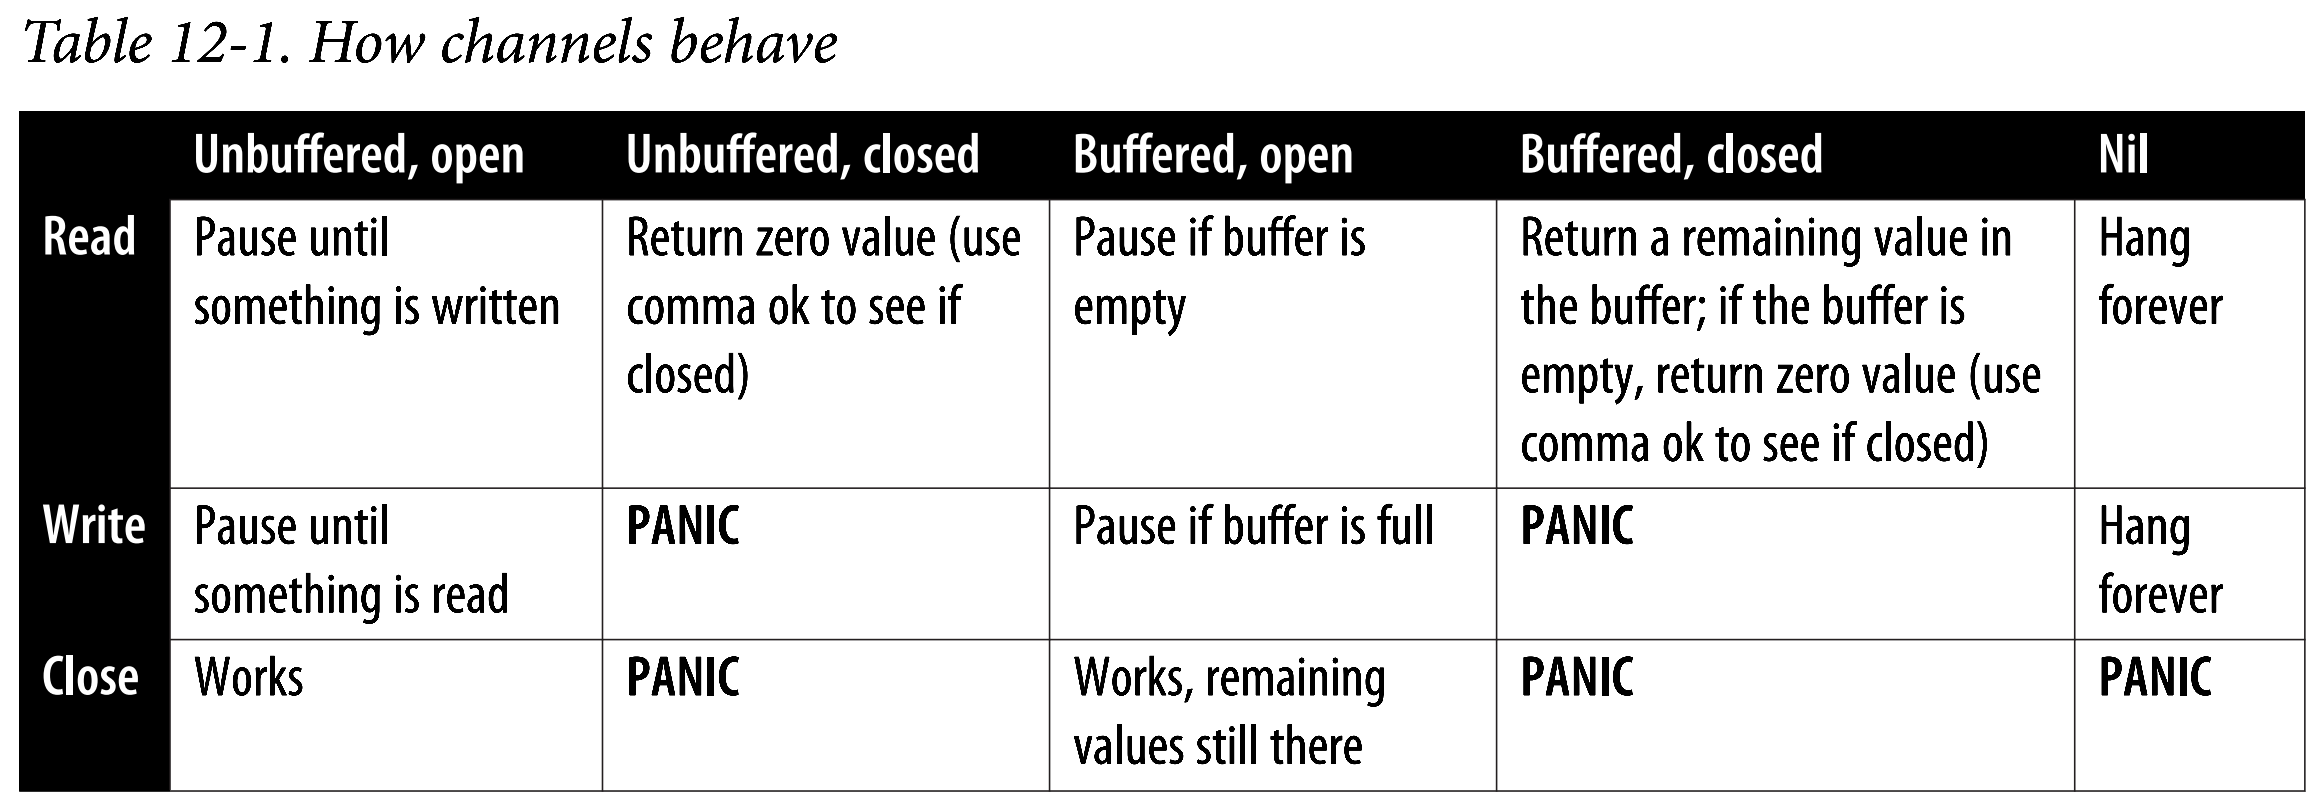 Table 12-1. How channels behave
Unbuffered, open Unbuffered, closed Buffered, open Buffered, closed Nil
Read Pause until Return zero value (use Pause if buffer is Return a remaining value in Hang
something is written comma ok to see if empty the buffer; if the buffer is forever
closed) empty, return zero value (use
comma ok to see if closed)
Write Pause until PANIC Pause if buffer is full PANIC Hang
something is read forever
Close Works PANIC Works, remaining PANIC PANIC
values still there